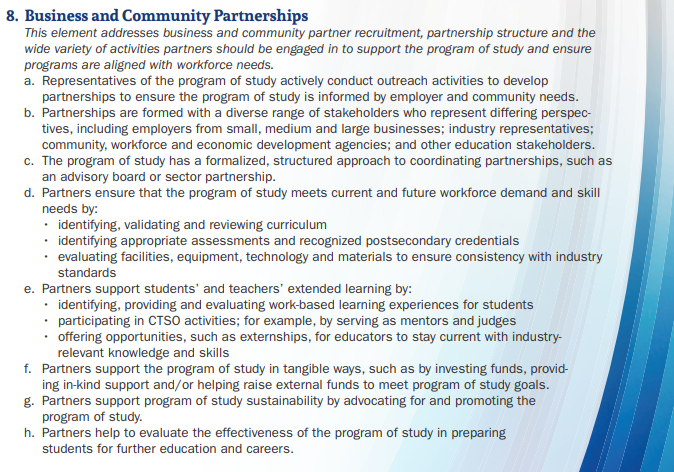 8. Business and Community Partnerships
This element addresses business and community partner recruitment, partnership structure and the
wide variety of activities partners should be engaged in to support the program of study and ensure
programs are aligned with workforce needs.
a. Representatives of the program of study actively conduct outreach activities to develop
partnerships to ensure the program of study is informed by employer and community needs.
b. Partnerships are formed with a diverse range of stakeholders who represent differing perspec-
tives, including employers from small, medium and large businesses; industry representatives;
community, workforce and economic development agencies; and other education stakeholders.
c. The program of study has a formalized, structured approach to coordinating partnerships, such as
an advisory board or sector partnership.
d. Partners ensure that the program of study meets current and future workforce demand and skill
needs by:
• identifying, validating and reviewing curriculum
• identifying appropriate assessments and recognized postsecondary credentials
• evaluating facilities, equipment, technology and materials to ensure consistency with industry
standards
e. Partners support students' and teachers' extended learning by:
• identifying, providing and evaluating work-based learning experiences for students
• participating in CTSO activities; for example, by serving as mentors and judges
• offering opportunities, such as externships, for educators to stay current with industry-
relevant knowledge and skills
f. Partners support the program of study in tangible ways, such as by investing funds, provid-
ing in-kind support and/or helping raise external funds to meet program of study goals.
g. Partners support program of study sustainability by advocating for and promoting the
program of study.
h. Partners help to evaluate the effectiveness of the program of study in preparing
students for further education and careers.